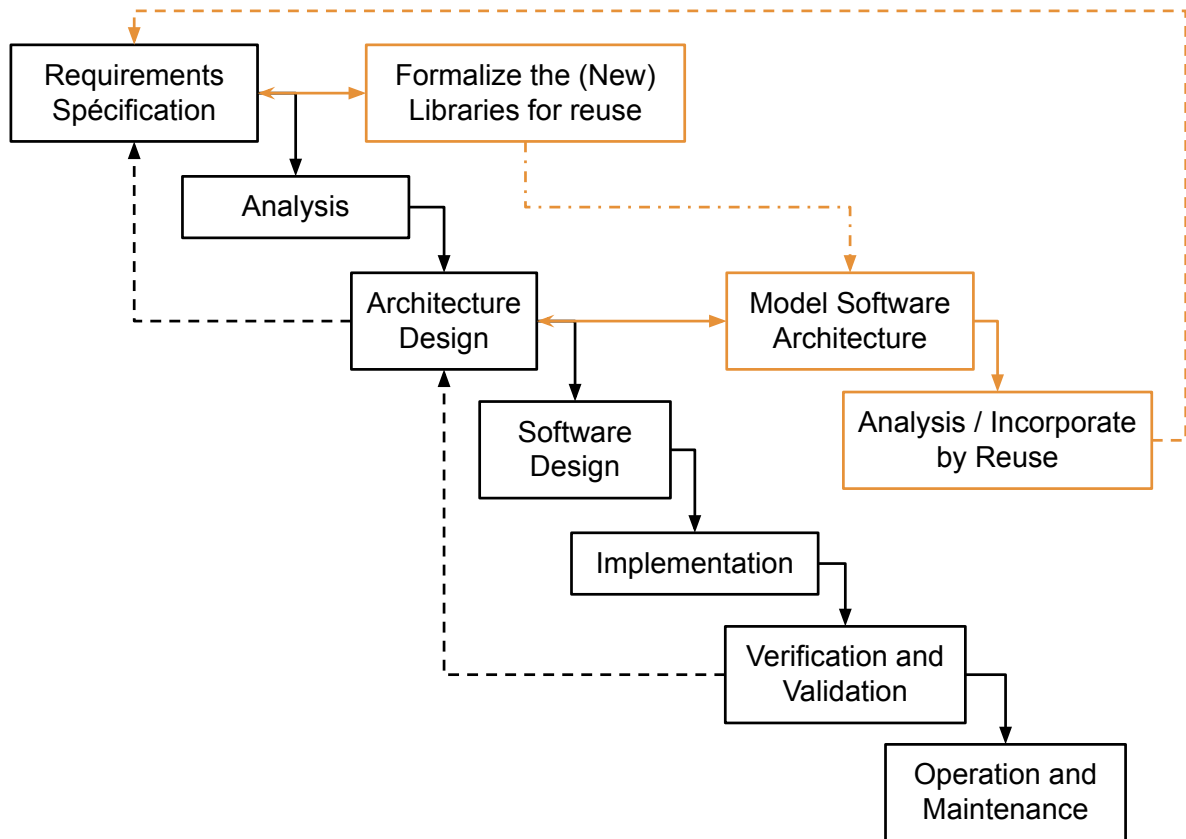 Requirements
Spécification
Formalize the (New)
Libraries for reuse
Analysis
Architecture
Design
Model Software
Architecture
Software
Design
Analysis / Incorporate
by Reuse
Implementation
Verification and
Validation
Operation and
Maintenance